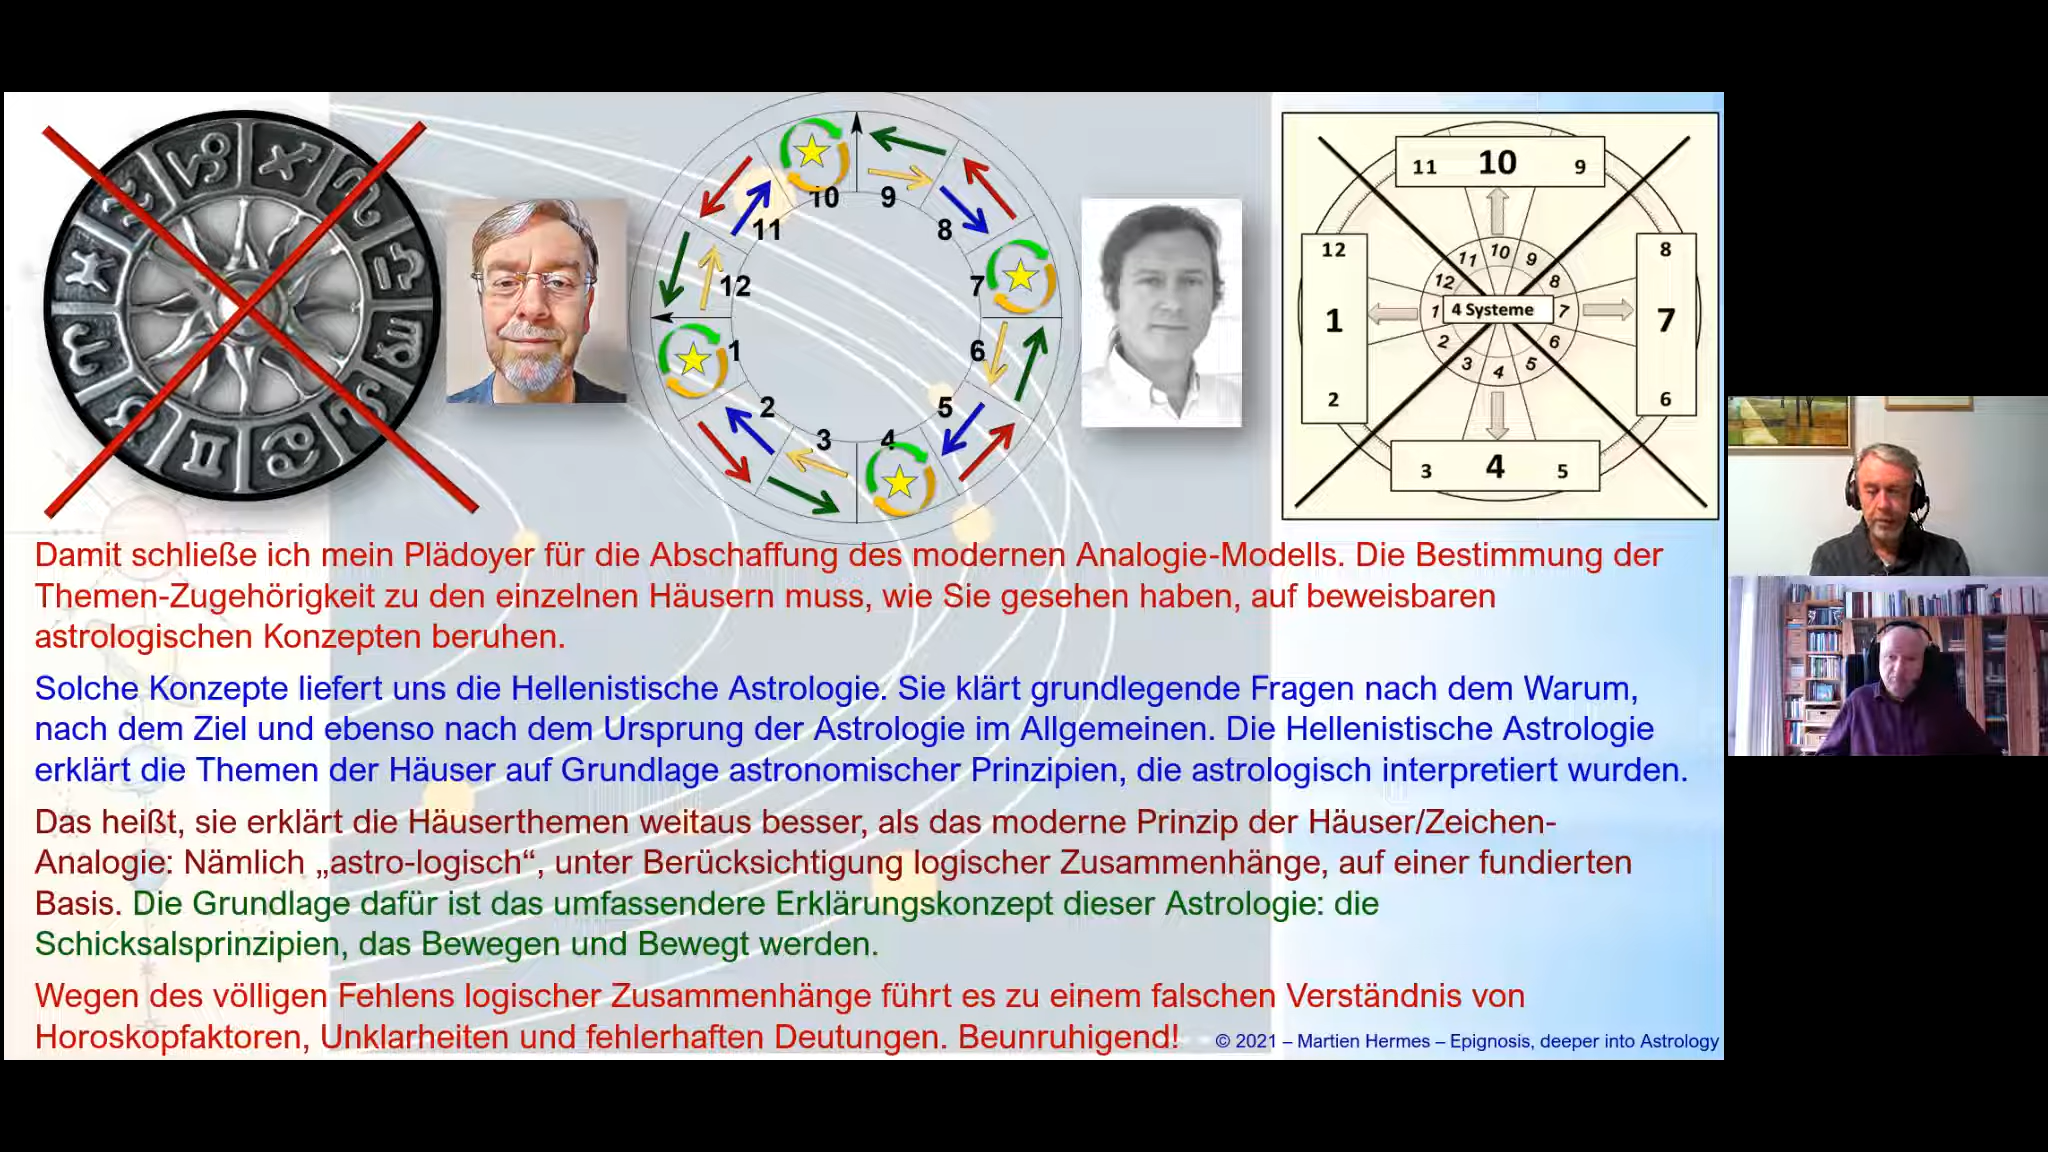 10
9
11
8
12
7
1
6
2
5
3
4
11 10 9
12
1
2
8
7
6
10
11
9
12
8
1
4 Systeme
7
2
6
3
5
4
3 4 5
Damit schließe ich mein Plädoyer für die Abschaffung des modernen Analogie-Modells. Die Bestimmung der
Themen-Zugehörigkeit zu den einzelnen Häusern muss, wie Sie gesehen haben, auf beweisbaren
astrologischen Konzepten beruhen.
Solche Konzepte liefert uns die Hellenistische Astrologie. Sie klärt grundlegende Fragen nach dem Warum,
nach dem Ziel und ebenso nach dem Ursprung der Astrologie im Allgemeinen. Die Hellenistische Astrologie
erklärt die Themen der Häuser auf Grundlage astronomischer Prinzipien, die astrologisch interpretiert wurden.
Das heißt, sie erklärt die Häuserthemen weitaus besser, als das moderne Prinzip der Häuser/Zeichen-
Analogie: Nämlich „astro-logisch“, unter Berücksichtigung logischer Zusammenhänge, auf einer fundierten
Basis. Die Grundlage dafür ist das umfassendere Erklärungskonzept dieser Astrologie: die
Schicksalsprinzipien, das Bewegen und Bewegt werden.
Wegen des völligen Fehlens logischer Zusammenhänge führt es zu einem falschen Verständnis von
Horoskopfaktoren, Unklarheiten und fehlerhaften Deutungen. Beunruhigend!
© 2021 – Martien Hermes – Epignosis, deeper into Astrology